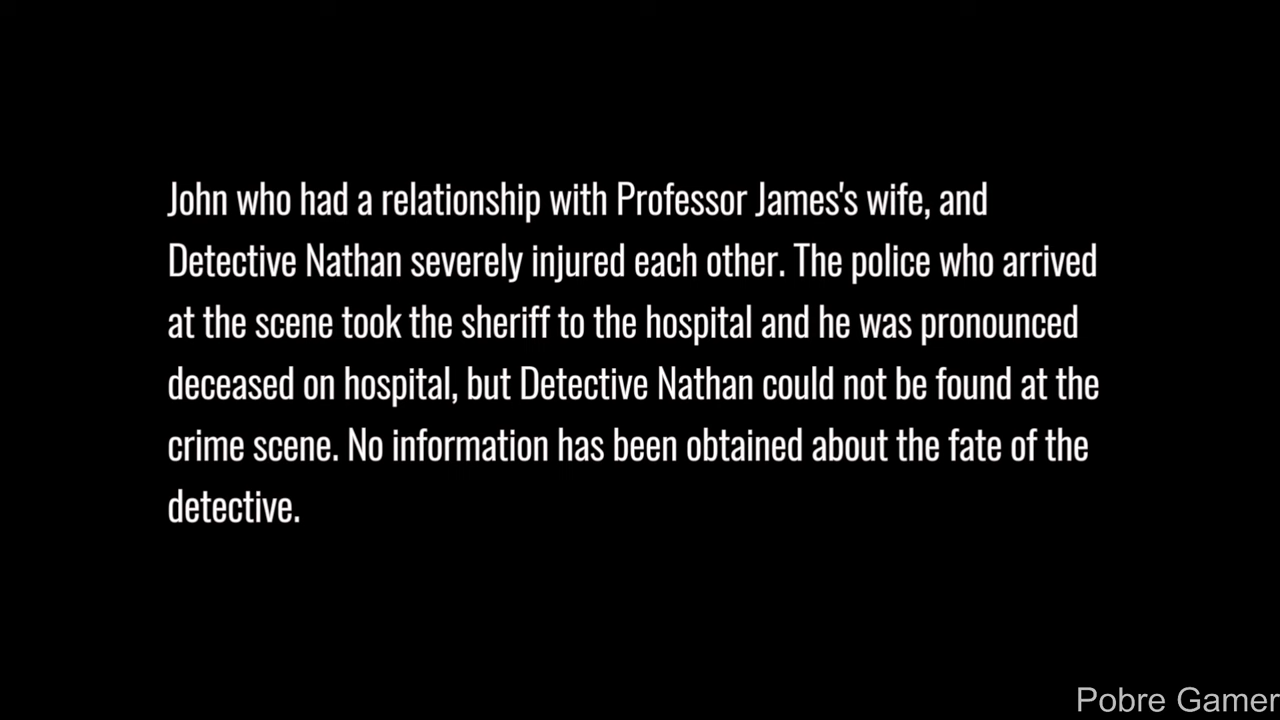 John who had a relationship with Professor James's wife, and
Detective Nathan severely injured each other. The police who arrived
at the scene took the sheriff to the hospital and he was pronounced
deceased on hospital, but Detective Nathan could not be found at the
crime scene. No information has been obtained about the fate of the
detective.
Pobre Gamer